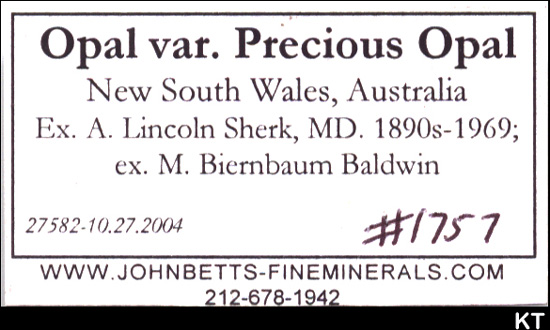 Opal var. Precious Opal
New South Wales, Australia
Ex. A. Lincoln Sherk, MD. 1890s-1969;
ex. M. Biernbaum Baldwin
27582-10.27.2004 #1757
WWW.JOHNBETTS-FINEMINERALS.COM
212-678-1942
KT